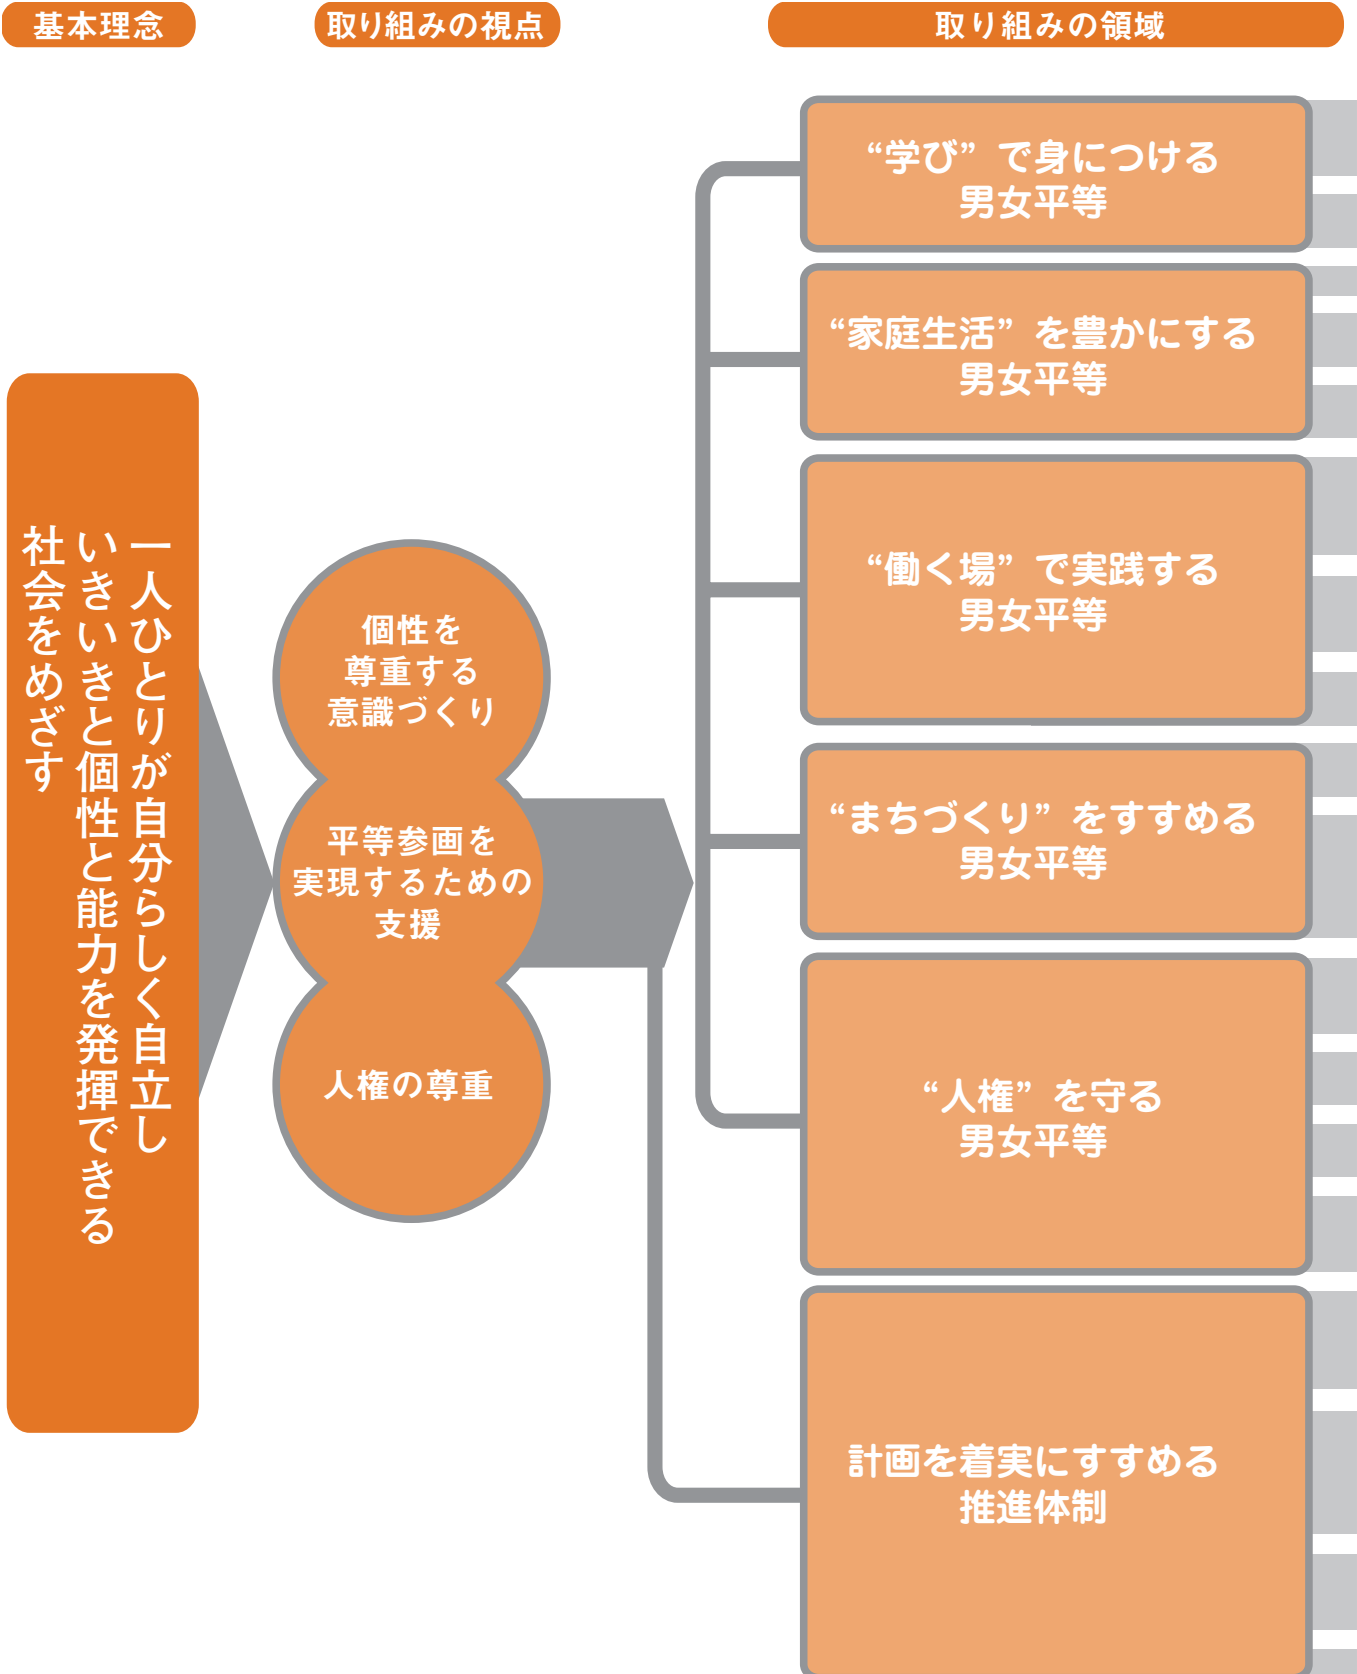 基本理念
取り組みの視点
取り組みの領域
一人ひとりが自分らしく自立し
いきいきと個性と能力を発揮できる
社会をめざす
個性を
尊重する
意識づくり
平等参画を
実現するための
支援
人権の尊重
“学び”で身につける
男女平等
“家庭生活”を豊かにする
男女平等
“働く場”で実践する
男女平等
“まちづくり”をすすめる
男女平等
“人権”を守る
男女平等
計画を着実にすすめる
推進体制